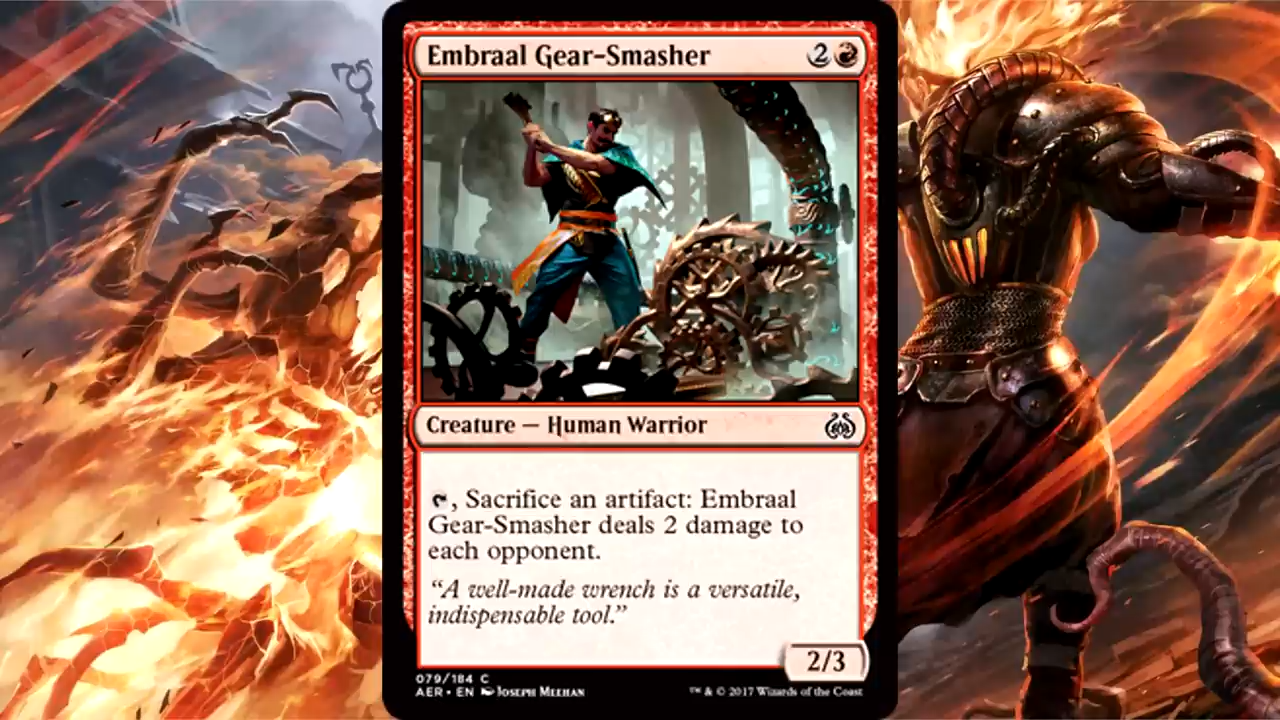 Embraal Gear-Smasher 2
Creature — Human Warrior
, Sacrifice an artifact: Embraal
Gear-Smasher deals 2 damage to
each opponent.
“A well-made wrench is a versatile,
indispensable tool.”
2/3
079/184 C
AER • EN Joseph Meehan
™ & © 2017 Wizards of the Coast